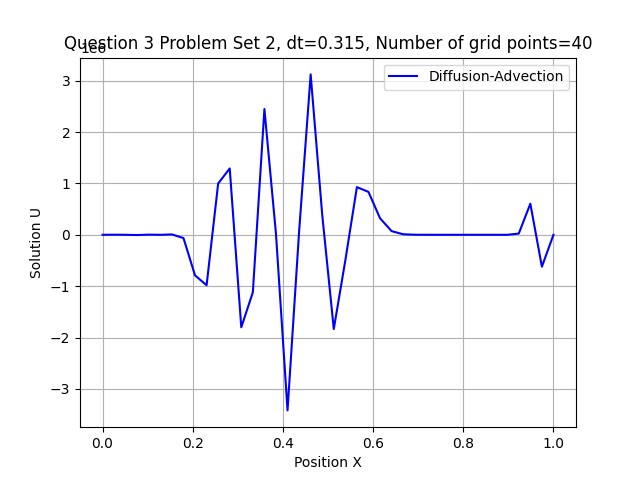 Question 3 Problem Set 2, dt=0.315, Number of grid points=40
1e6
Diffusion-Advection
3
2
1
0
−1
−2
−3
Solution U
0.0 0.2 0.4 0.6 0.8 1.0
Position X